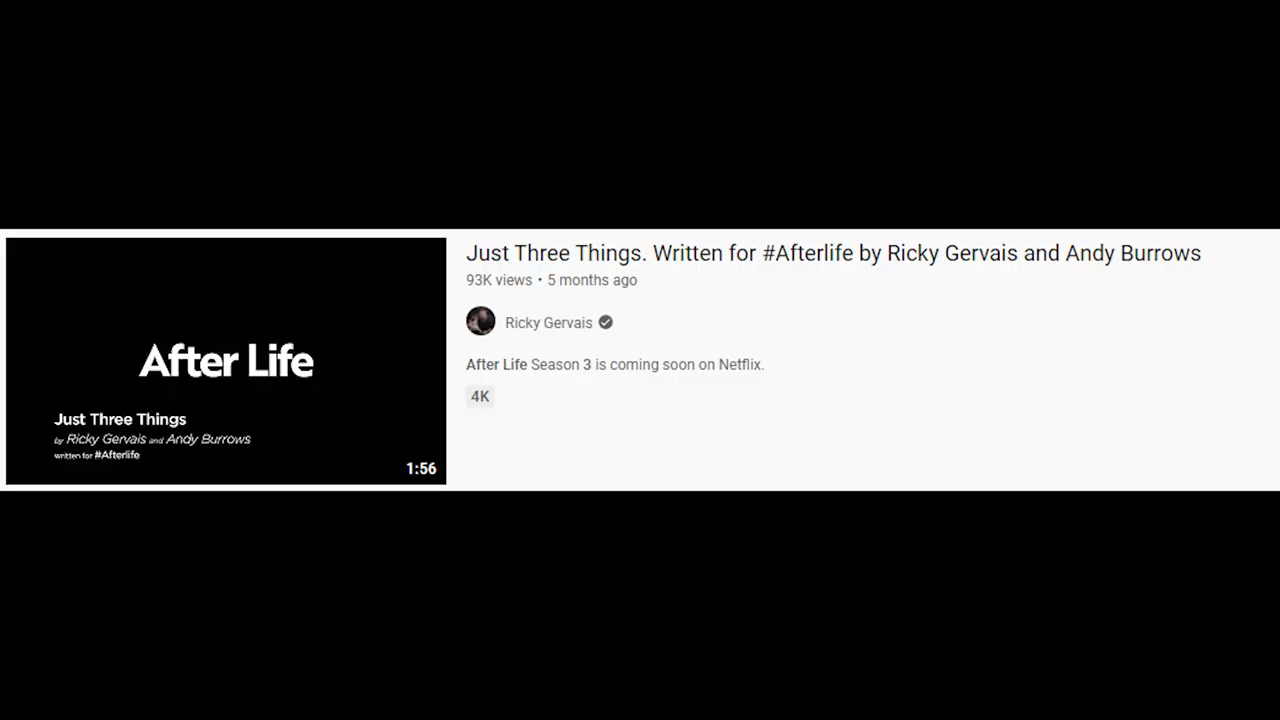 After Life
Just Three Things
by Ricky Gervais and Andy Burrows
written for #Afterlife
1:56
Just Three Things. Written for #Afterlife by Ricky Gervais and Andy Burrows
93K views • 5 months ago
Ricky Gervais
After Life Season 3 is coming soon on Netflix.
4K